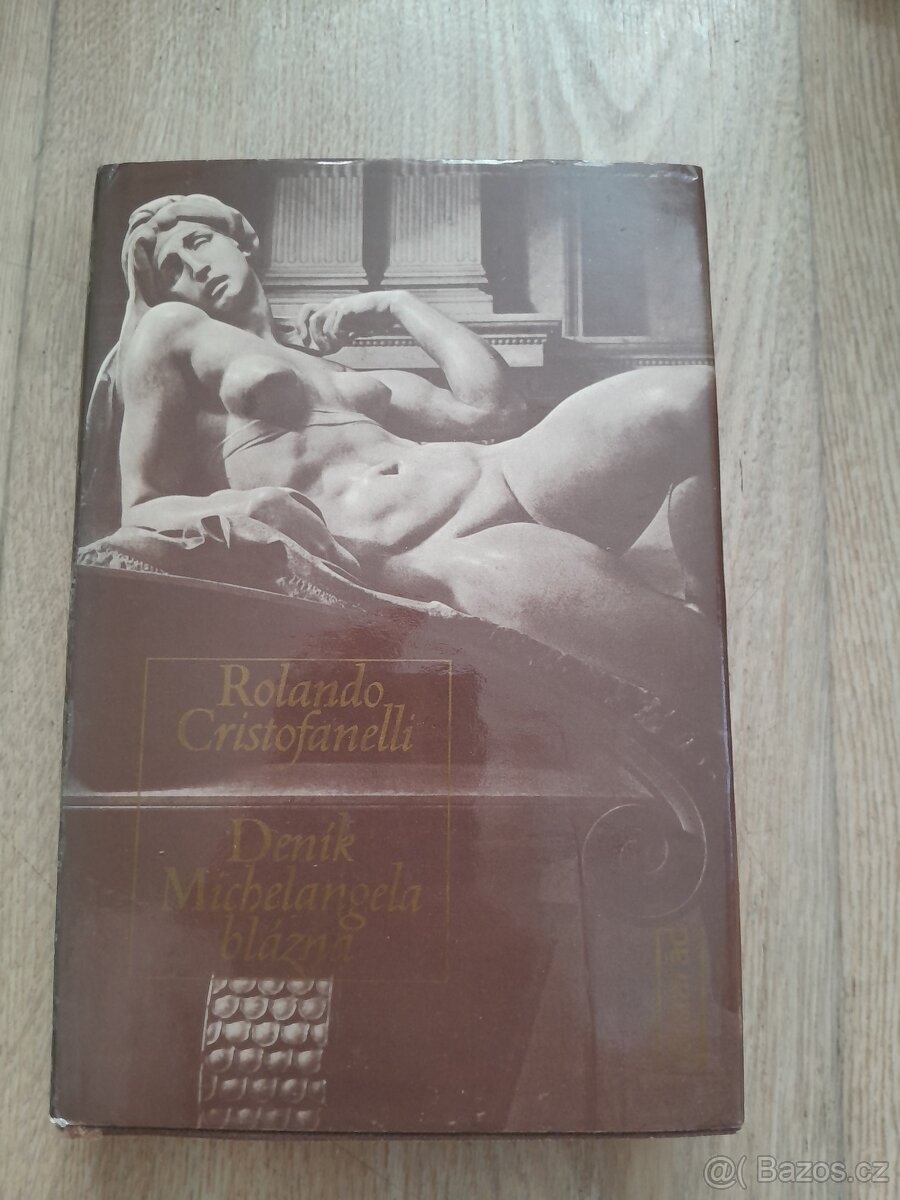 Rolando
Cristofanelli
Deník
Michelangela
blázna
@( Bazos.cz